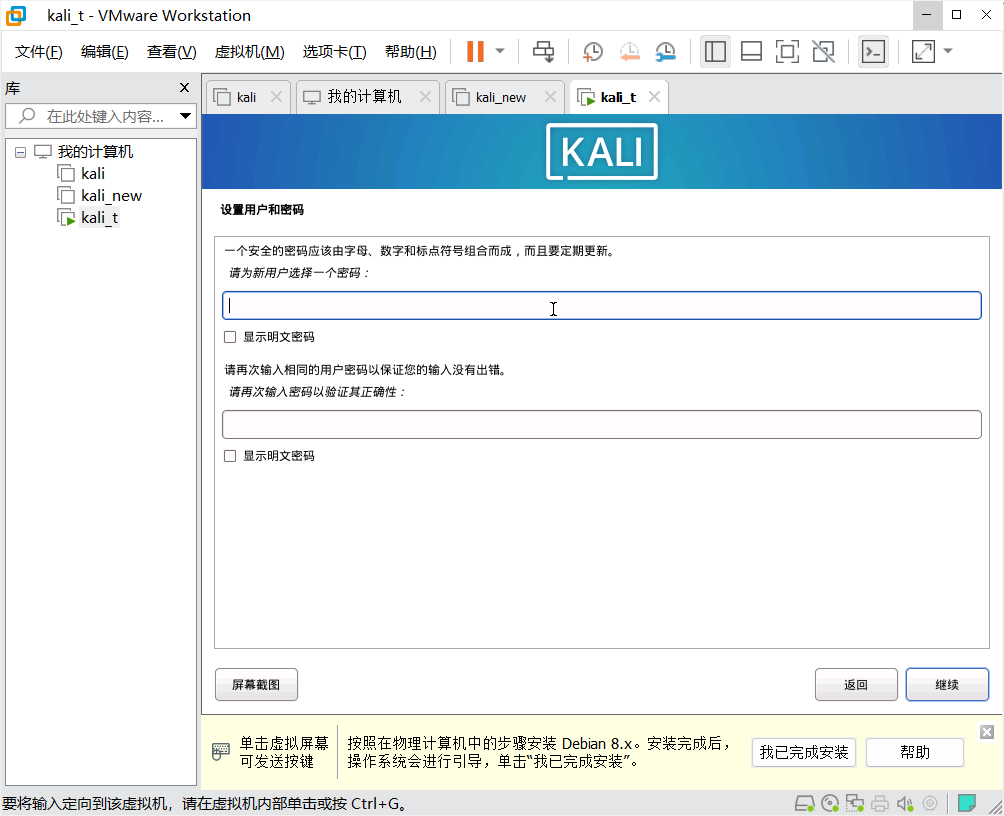 kali_t - VMware Workstation
文件(F) 编辑(E) 查看(V) 虚拟机(M) 选项卡(T) 帮助(H)
库
在此处键入内容...
我的计算机
kali
kali_new
kali_t
kali 我的计算机 kali_new kali_t
KALI
设置用户和密码
一个安全的密码应该由字母、数字和标点符号组合而成，而且要定期更新。
请为新用户选择一个密码：
显示明文密码
请再次输入相同的用户密码以保证您的输入没有出错。
请再次输入密码以验证其正确性：
显示明文密码
屏幕截图 返回 继续
单击虚拟屏幕
可发送按键
按照在物理计算机中的步骤安装 Debian 8.x。安装完成后，
操作系统会进行引导，单击“我已完成安装”。
我已完成安装 帮助
要将输入定向到该虚拟机，请在虚拟机内部单击或按 Ctrl+G。